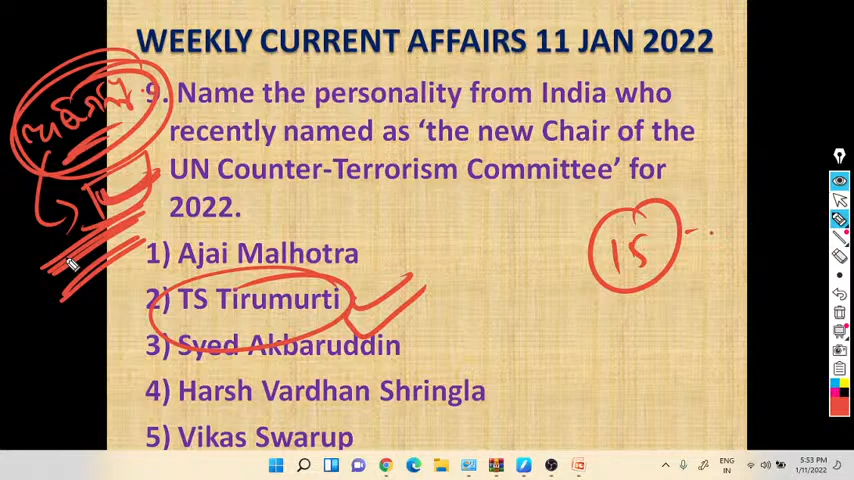 WEEKLY CURRENT AFFAIRS 11 JAN 2022
9. Name the personality from India who
recently named as ‘the new Chair of the
UN Counter-Terrorism Committee’ for
2022.
1) Ajai Malhotra
2) TS Tirumurti
3) Syed Akbaruddin
4) Harsh Vardhan Shringla
5) Vikas Swarup
15
ENG
IN
5:53 PM
1/11/2022